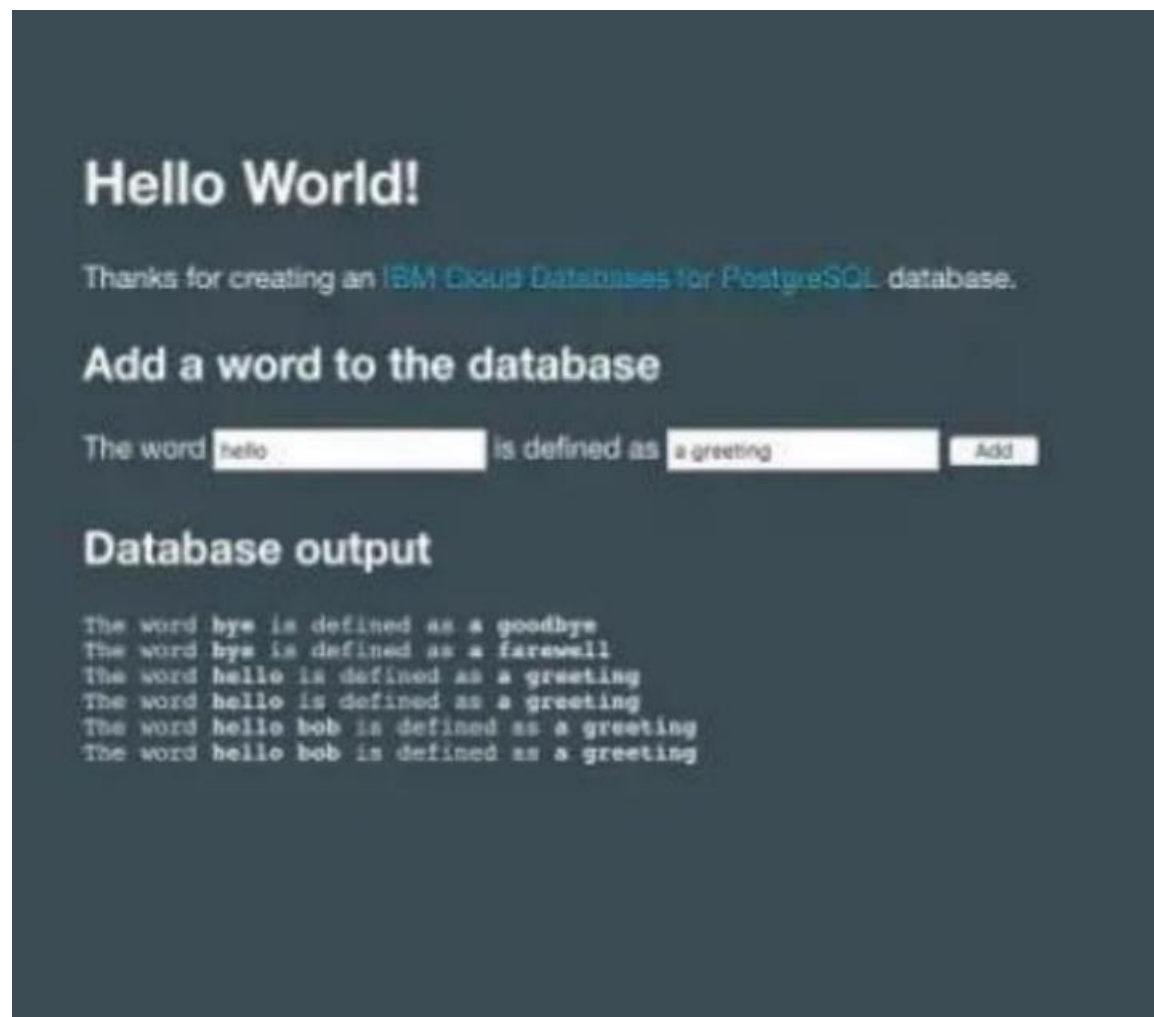 Hello World!
Thanks for creating an IBM Cloud Databases for PostgreSQL database.
Add a word to the database
The word hello is defined as a greeting Add
Database output
The word bye is defined as a goodbye
The word bye is defined as a farewell
The word hello is defined as a greeting
The word hello is defined as a greeting
The word hello bob is defined as a greeting
The word hello bob is defined as a greeting